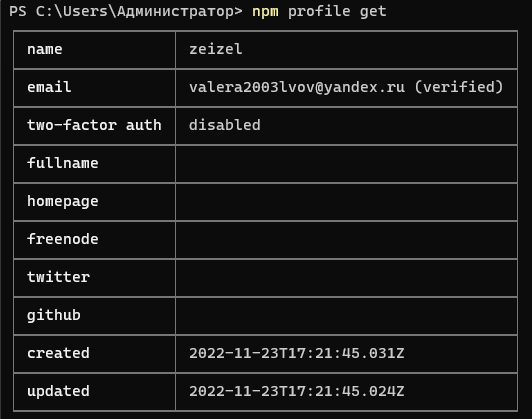 PS C:\Users\Администратор> npm profile get
name zeizel
email valera2003lvov@yandex.ru (verified)
two-factor auth disabled
fullname
homepage
freenode
twitter
github
created 2022-11-23T17:21:45.031Z
updated 2022-11-23T17:21:45.024Z